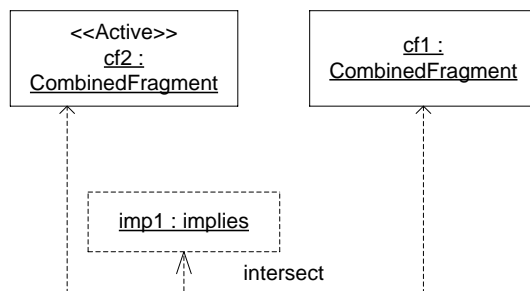 <<Active>>
cf2 :
CombinedFragment
cf1 :
CombinedFragment
imp1 : implies
intersect